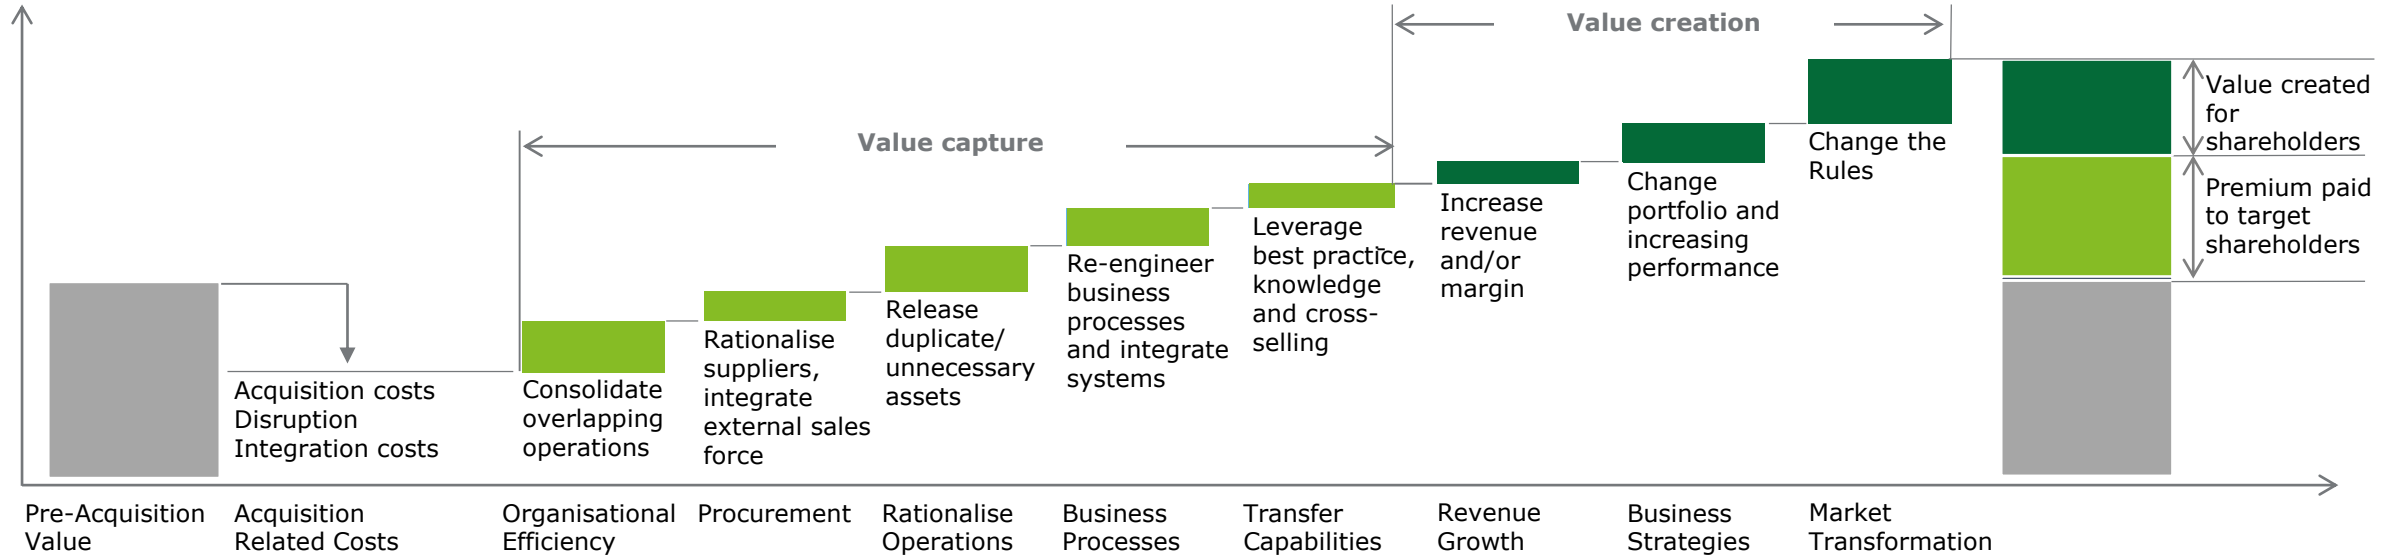 Value creation
Value capture
Value created
for
shareholders
Premium paid
to target
shareholders
Change the
Rules
Change
portfolio and
increasing
performance
Increase
revenue
and/or
margin
Leverage
best practice,
knowledge
and cross-
selling
Re-engineer
business
processes
and integrate
systems
Release
duplicate/
unnecessary
assets
Rationalise
suppliers,
integrate
external sales
force
Consolidate
overlapping
operations
Acquisition costs
Disruption
Integration costs
Pre-Acquisition
Value
Acquisition
Related Costs
Organisational
Efficiency
Procurement
Rationalise
Operations
Business
Processes
Transfer
Capabilities
Revenue
Growth
Business
Strategies
Market
Transformation